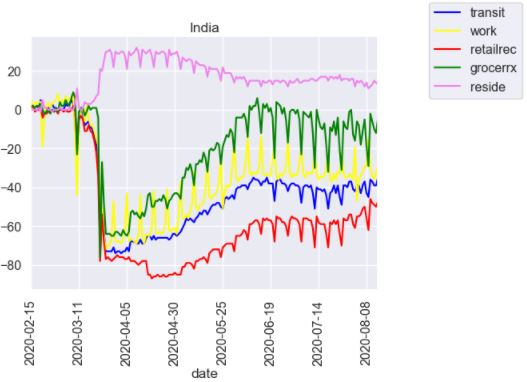 India
transit
work
retailrec
grocerrx
reside
20
0
−20
−40
−60
−80
2020-02-15
2020-03-11
2020-04-05
2020-04-30
2020-05-25
2020-06-19
2020-07-14
2020-08-08
date